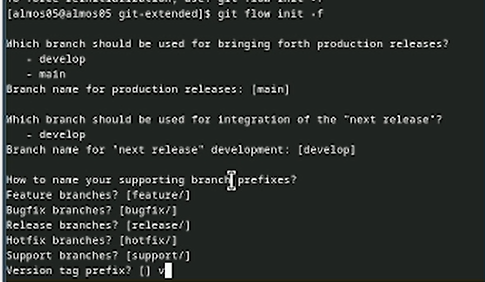 To force reinitialization, use: git flow init -f
[almos05@almos05 git-extended]$ git flow init -f
Which branch should be used for bringing forth production releases?
- develop
- main
Branch name for production releases: [main]
Which branch should be used for integration of the "next release"?
- develop
Branch name for "next release" development: [develop]
How to name your supporting branch prefixes?
Feature branches? [feature/]
Bugfix branches? [bugfix/]
Release branches? [release/]
Hotfix branches? [hotfix/]
Support branches? [support/]
Version tag prefix? [] v